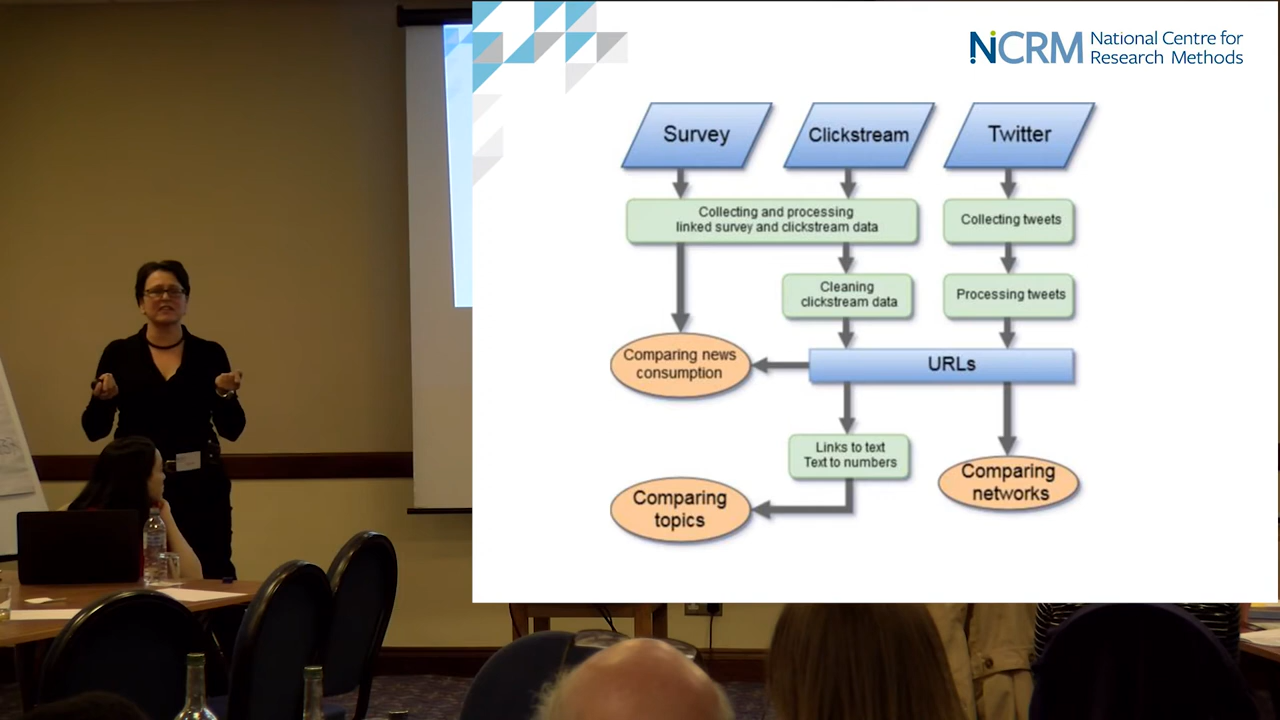 NCRM National Centre for
Research Methods
Survey
Clickstream
Twitter
Collecting and processing
linked survey and clickstream data
Collecting tweets
Cleaning
clickstream data
Processing tweets
Comparing news
consumption
URLs
Links to text
Text to numbers
Comparing
topics
Comparing
networks